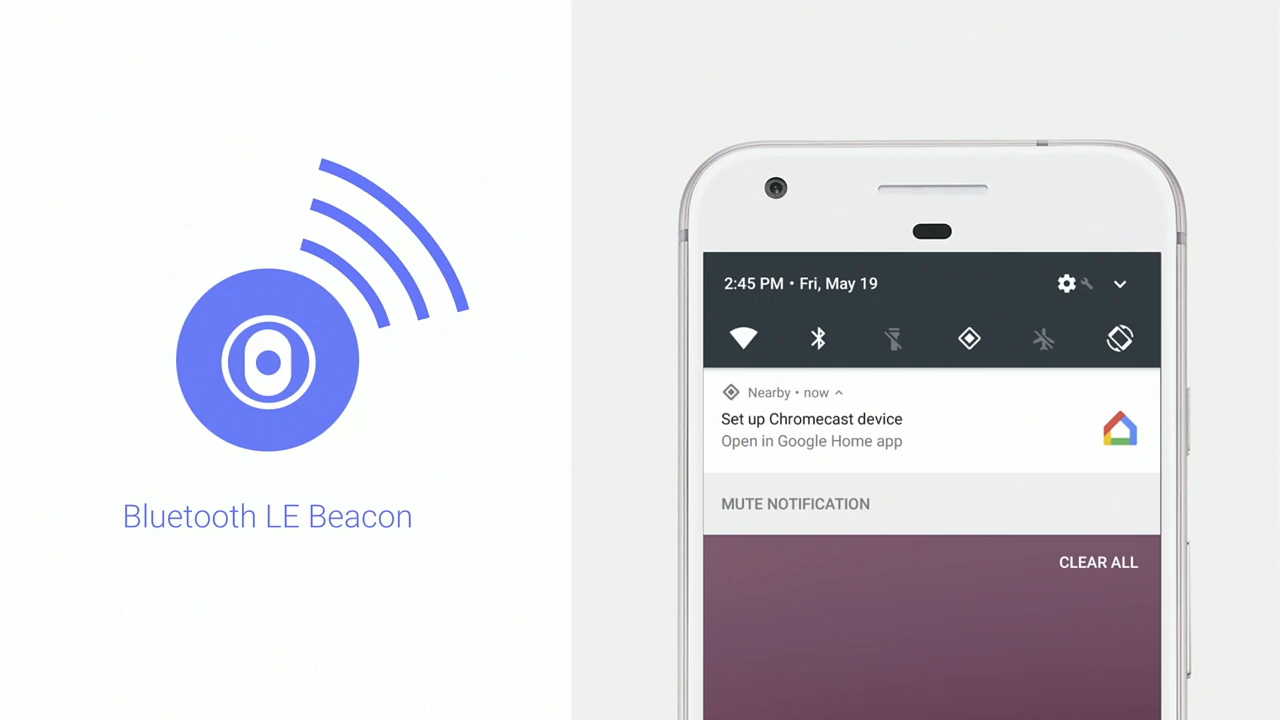 Bluetooth LE Beacon
2:45 PM • Fri, May 19
Nearby • now
Set up Chromecast device
Open in Google Home app
MUTE NOTIFICATION
CLEAR ALL